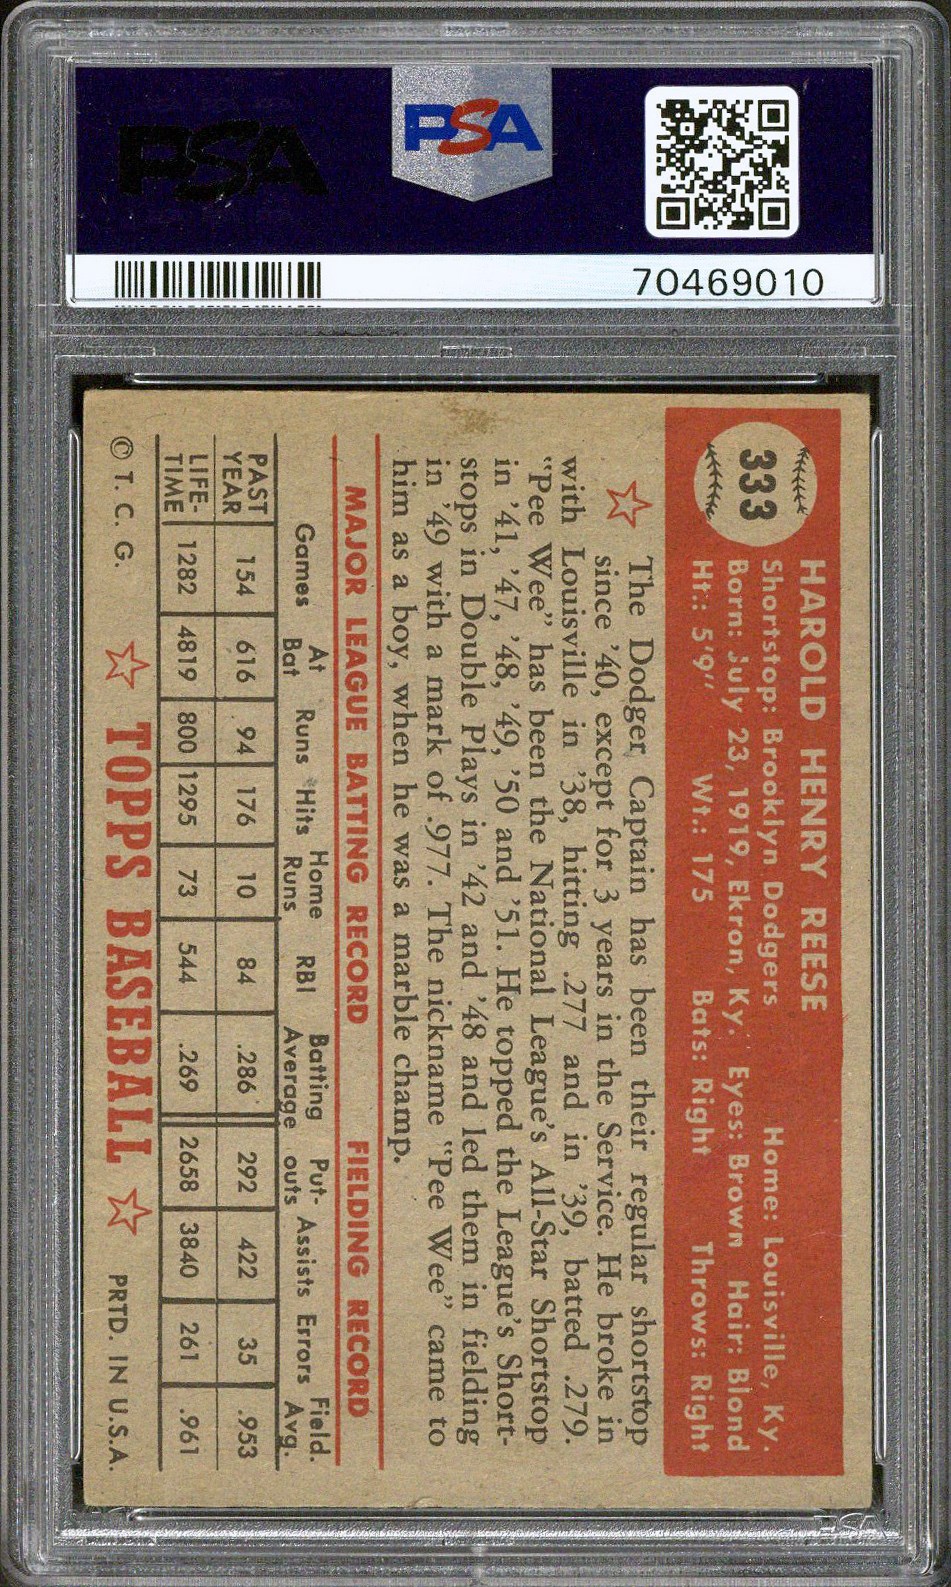 PSA
PSA
70469010
333
HAROLD HENRY REESE
Shortstop: Brooklyn Dodgers Home: Louisville, Ky.
Born: July 23, 1919, Ekron, Ky. Eyes: Brown Hair: Blond
Ht.: 5'9" Wt.: 175 Bats: Right Throws: Right
The Dodger Captain has been their regular shortstop
since '40, except for 3 years in the Service. He broke in
with Louisville in '38, hitting .277 and in '39, batted .279.
"Pee Wee" has been the National League's All-Star Shortstop
in '41, '47, '48, '49, '50 and '51. He topped the League's Short-
stops in Double Plays in '42 and '48 and led them in fielding
in '49 with a mark of .977. The nickname "Pee Wee" came to
him as a boy, when he was a marble champ.
MAJOR LEAGUE BATTING RECORD FIELDING RECORD
Games At Bat Runs Hits Home Runs RBI Batting Average Put-outs Assists Errors Field. Avg.
PAST YEAR 154 616 94 176 10 84 .286 292 422 35 .953
LIFE-TIME 1282 4819 800 1295 73 544 .269 2658 3840 261 .961
© T. C. G. TOPPS BASEBALL PRTD. IN U.S.A.
PSA